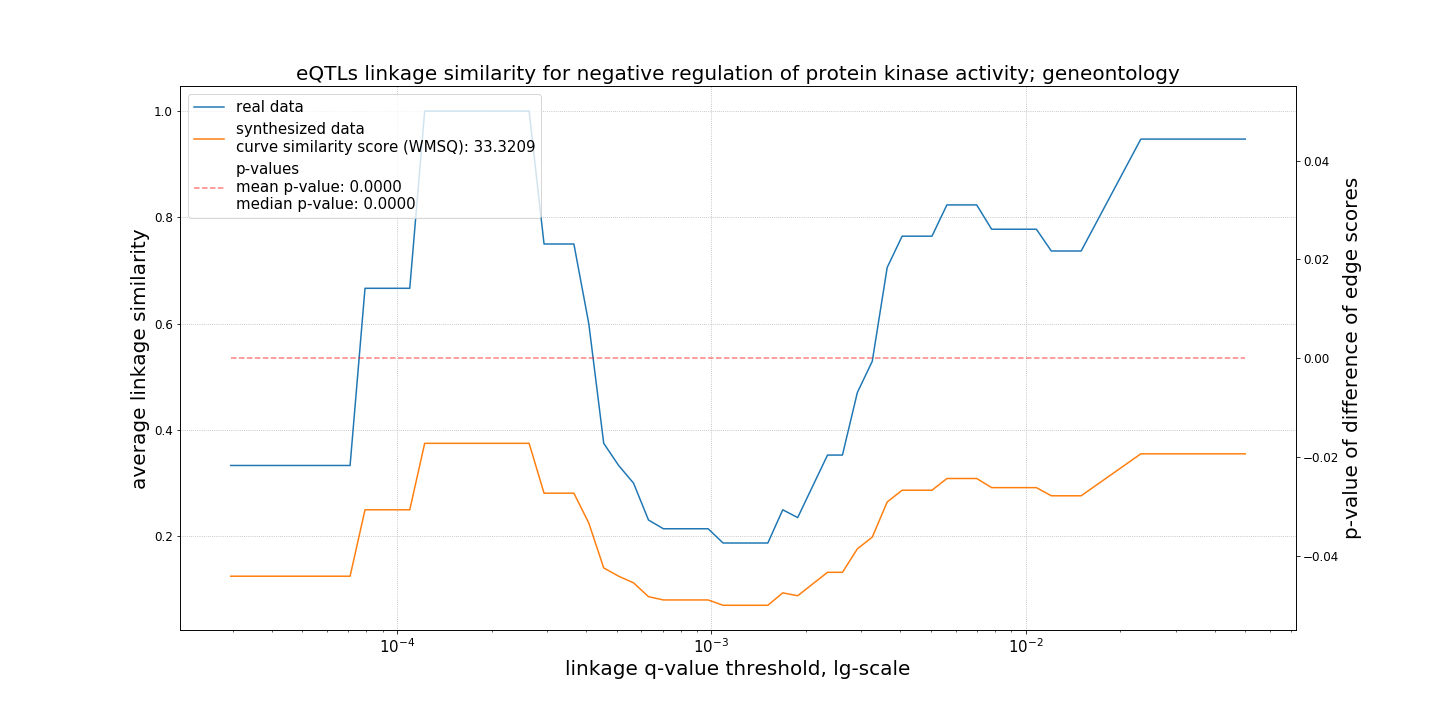 eQTLs linkage similarity for negative regulation of protein kinase activity; geneontology
real data
synthesized data
curve similarity score (WMSQ): 33.3209
p-values
mean p-value: 0.0000
median p-value: 0.0000
average linkage similarity
1.0
0.8
0.6
0.4
0.2
0.04
0.02
0.00
−0.02
−0.04
p-value of difference of edge scores
10⁻⁴
10⁻³
10⁻²
linkage q-value threshold, lg-scale